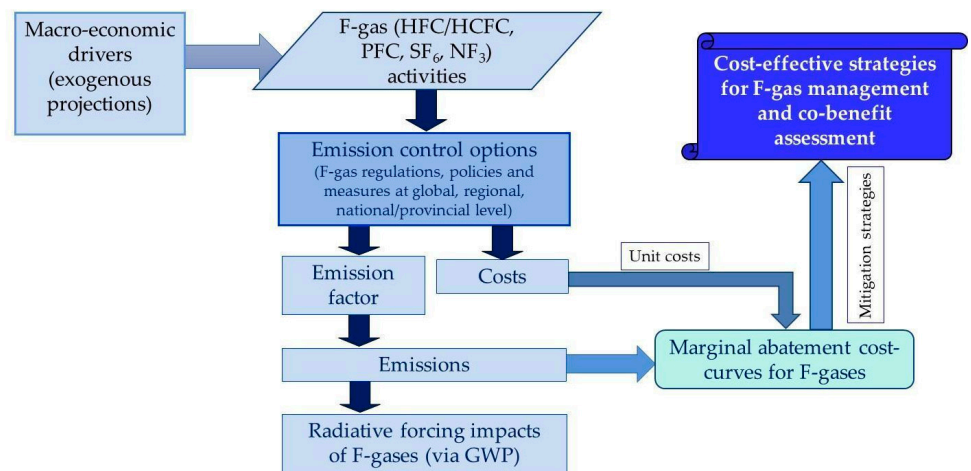 Macro-economic
drivers
(exogenous
projections)
F-gas (HFC/HCFC,
PFC, SF₆, NF₃)
activities
Cost-effective strategies
for F-gas management
and co-benefit
assessment
Emission control options
(F-gas regulations, policies and
measures at global, regional,
national/provincial level)
Emission
factor
Costs
Unit costs
Mitigation strategies
Emissions
Marginal abatement cost-
curves for F-gases
Radiative forcing impacts
of F-gases (via GWP)